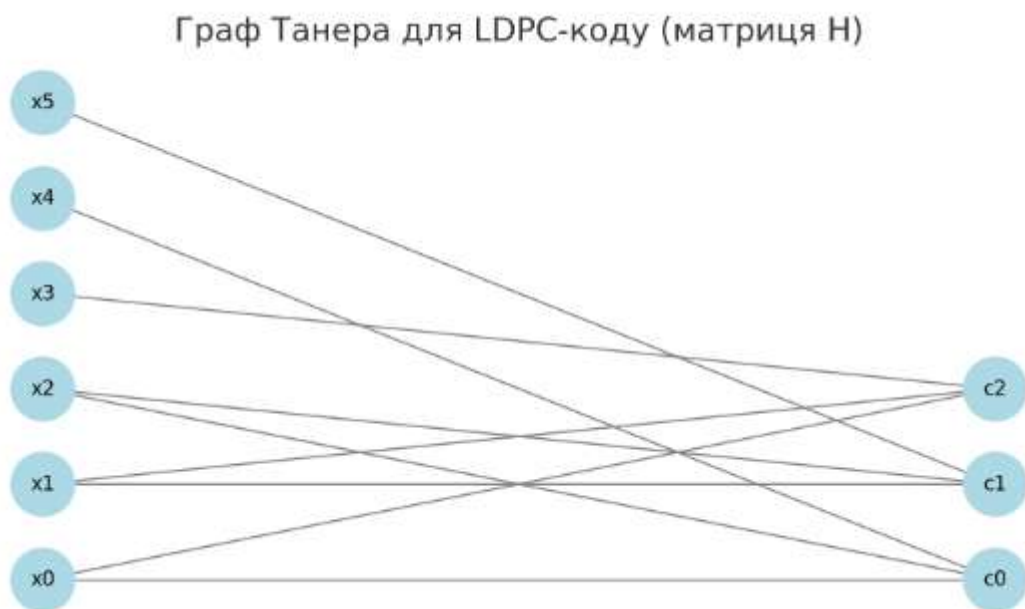 Граф Танера для LDPC-коду (матриця H)
x5
x4
x3
x2
x1
x0
c2
c1
c0